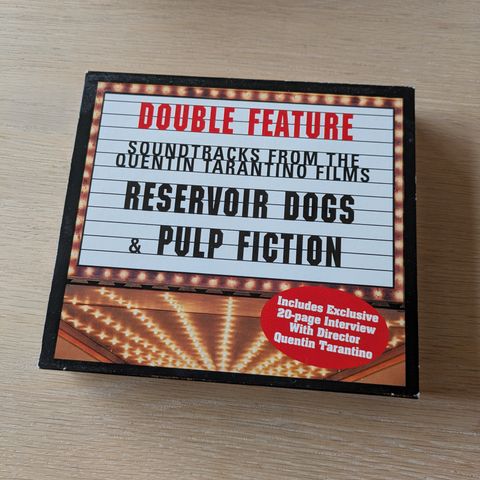 DOUBLE FEATURE
SOUNDTRACKS FROM THE
QUENTIN TARANTINO FILMS
RESERVOIR DOGS
& PULP FICTION
Includes Exclusive
20-page Interview
With Director
Quentin Tarantino